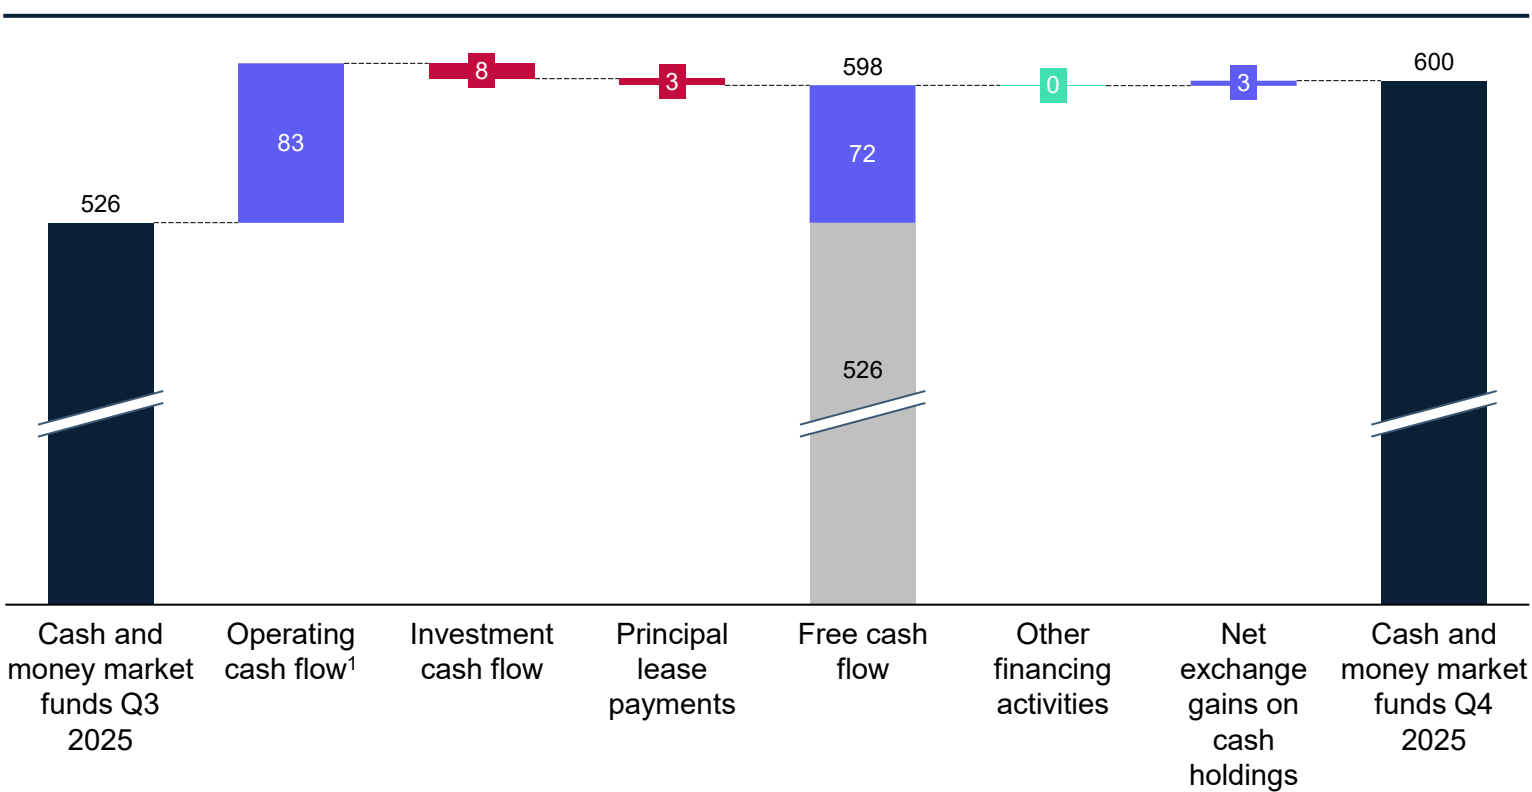 526
83
8
3
598
72
526
0
3
600
Cash and
money market
funds Q3
2025
Operating
cash flow¹
Investment
cash flow
Principal
lease
payments
Free cash
flow
Other
financing
activities
Net
exchange
gains on
cash
holdings
Cash and
money market
funds Q4
2025